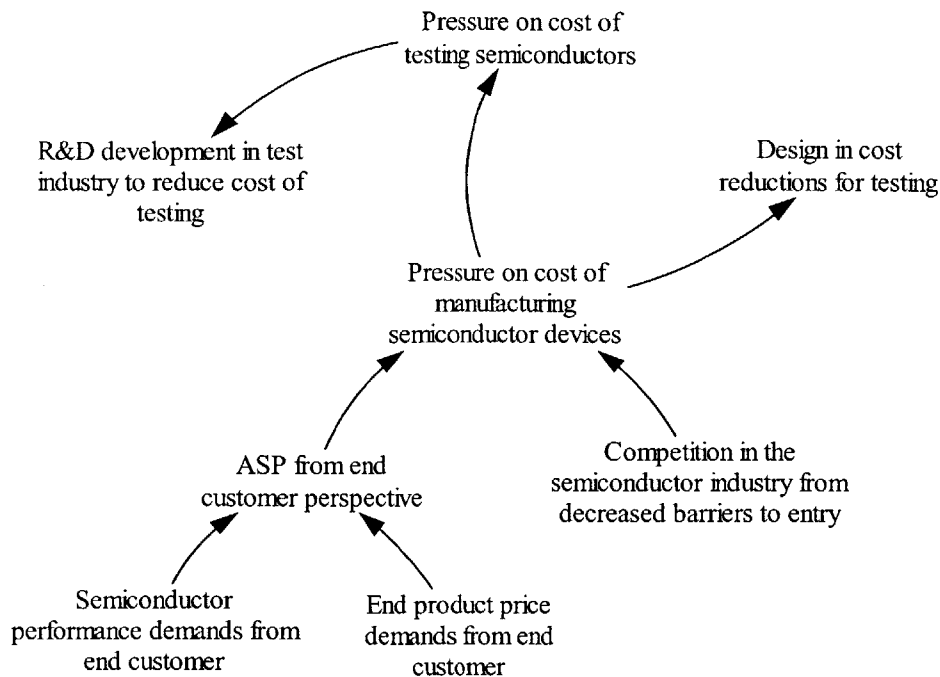 Pressure on cost of
testing semiconductors
R&D development in test
industry to reduce cost of
testing
Design in cost
reductions for testing
Pressure on cost of
manufacturing
semiconductor devices
ASP from end
customer perspective
Competition in the
semiconductor industry from
decreased barriers to entry
Semiconductor
performance demands from
end customer
End product price
demands from end
customer